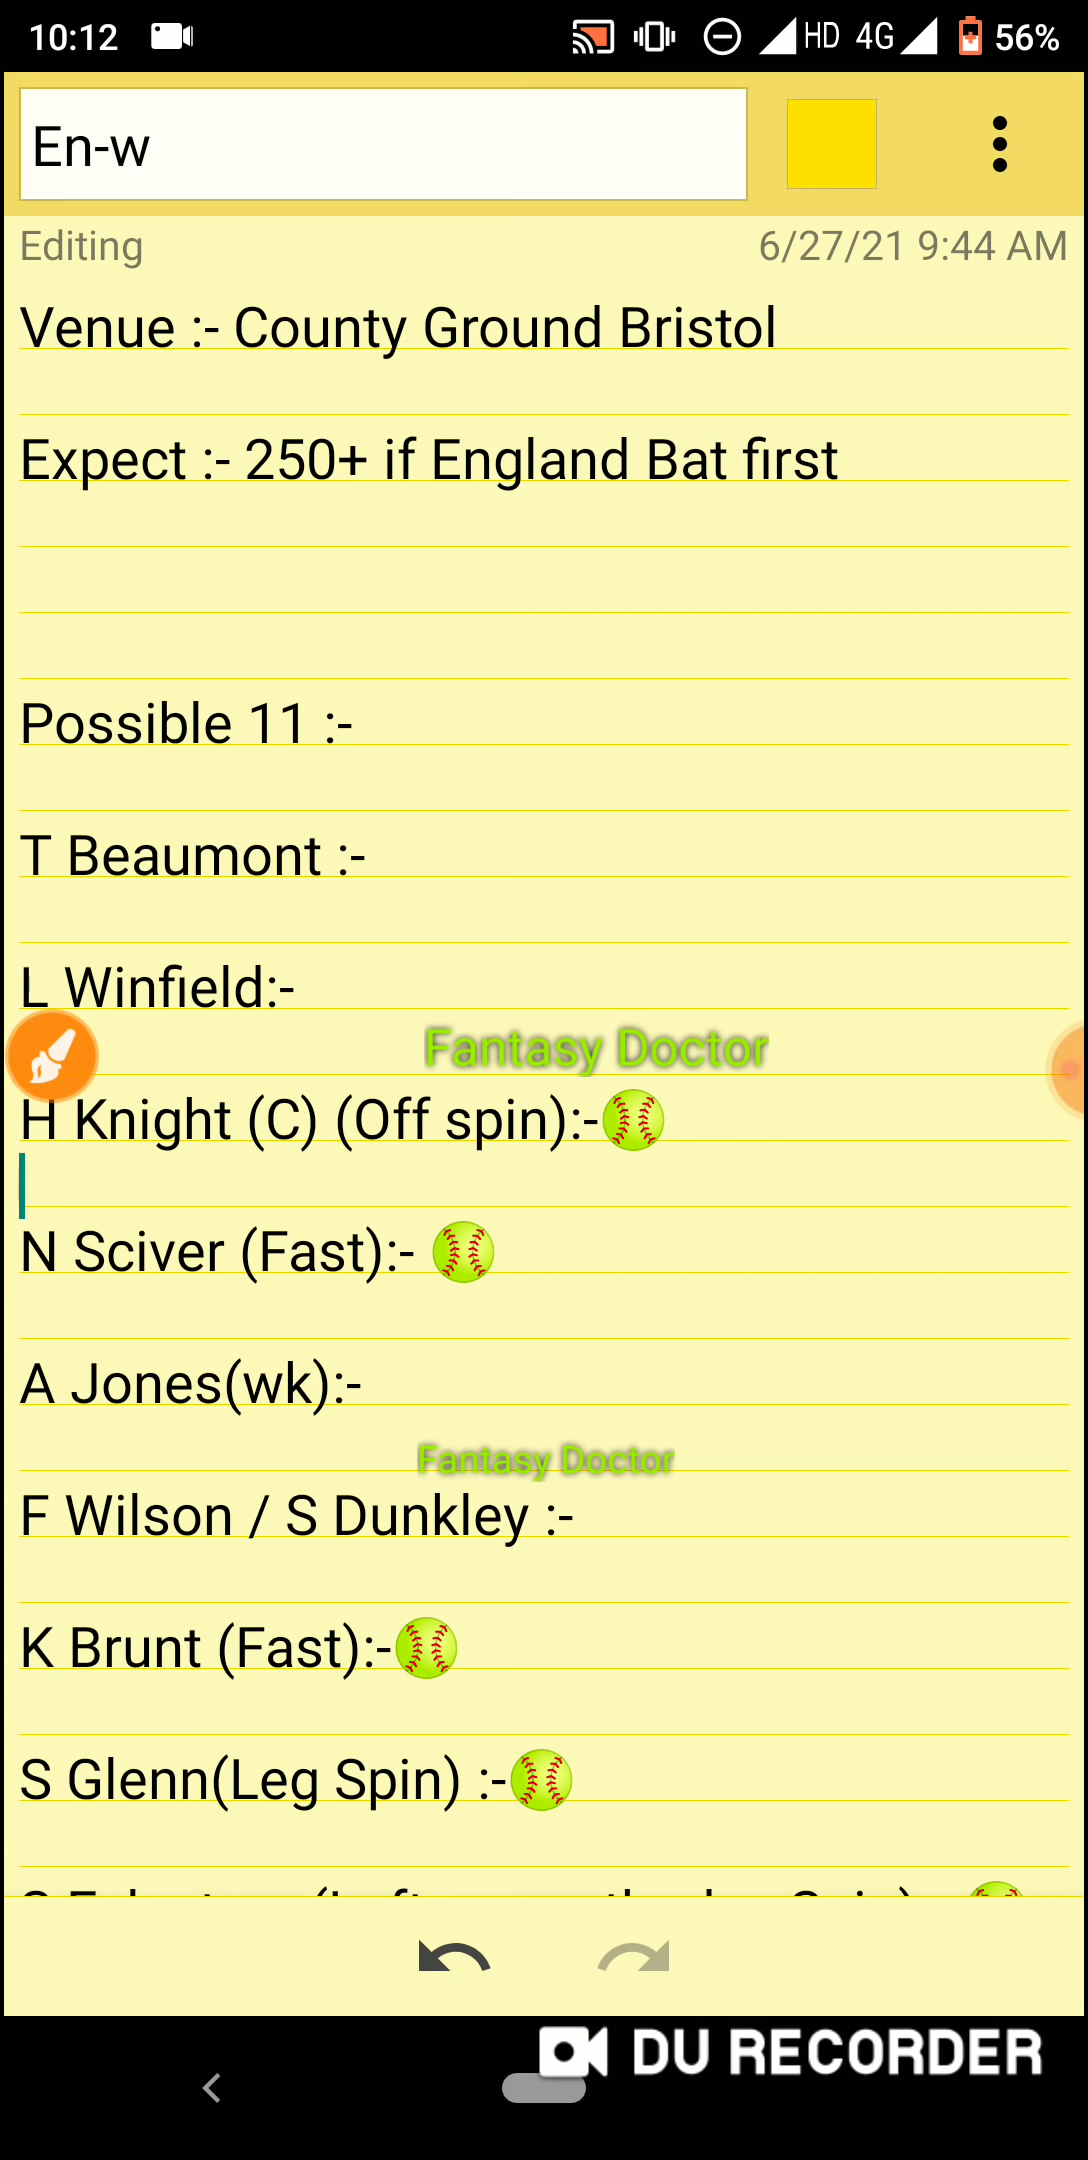 10:12 HD 4G 56%
En-w
Editing 6/27/21 9:44 AM
Venue :- County Ground Bristol
Expect :- 250+ if England Bat first
Possible 11 :-
T Beaumont :-
L Winfield:-
Fantasy Doctor
H Knight (C) (Off spin):-
N Sciver (Fast):-
A Jones(wk):-
Fantasy Doctor
F Wilson / S Dunkley :-
K Brunt (Fast):-
S Glenn(Leg Spin) :-
DU RECORDER